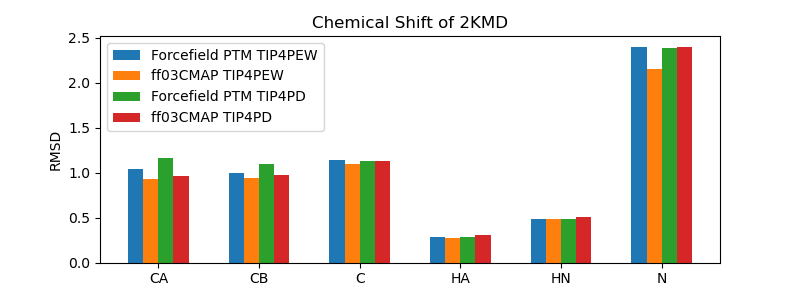 Chemical Shift of 2KMD
Forcefield PTM TIP4PEW
ff03CMAP TIP4PEW
Forcefield PTM TIP4PD
ff03CMAP TIP4PD
RMSD
2.5
2.0
1.5
1.0
0.5
0.0
CA CB C HA HN N